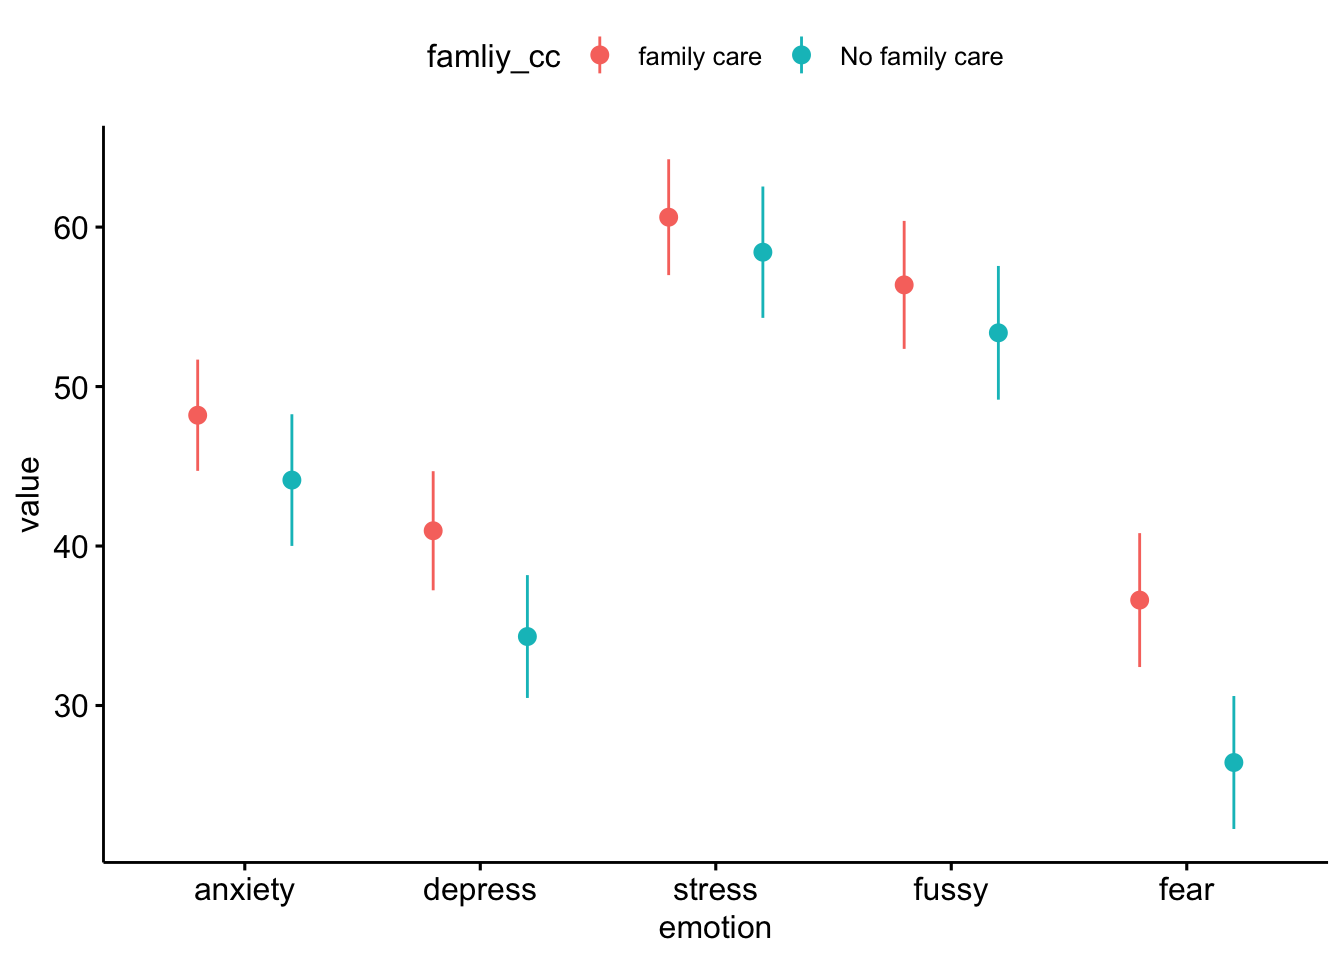 famliy_cc family care No family care
value
60
50
40
30
anxiety depress stress fussy fear
emotion